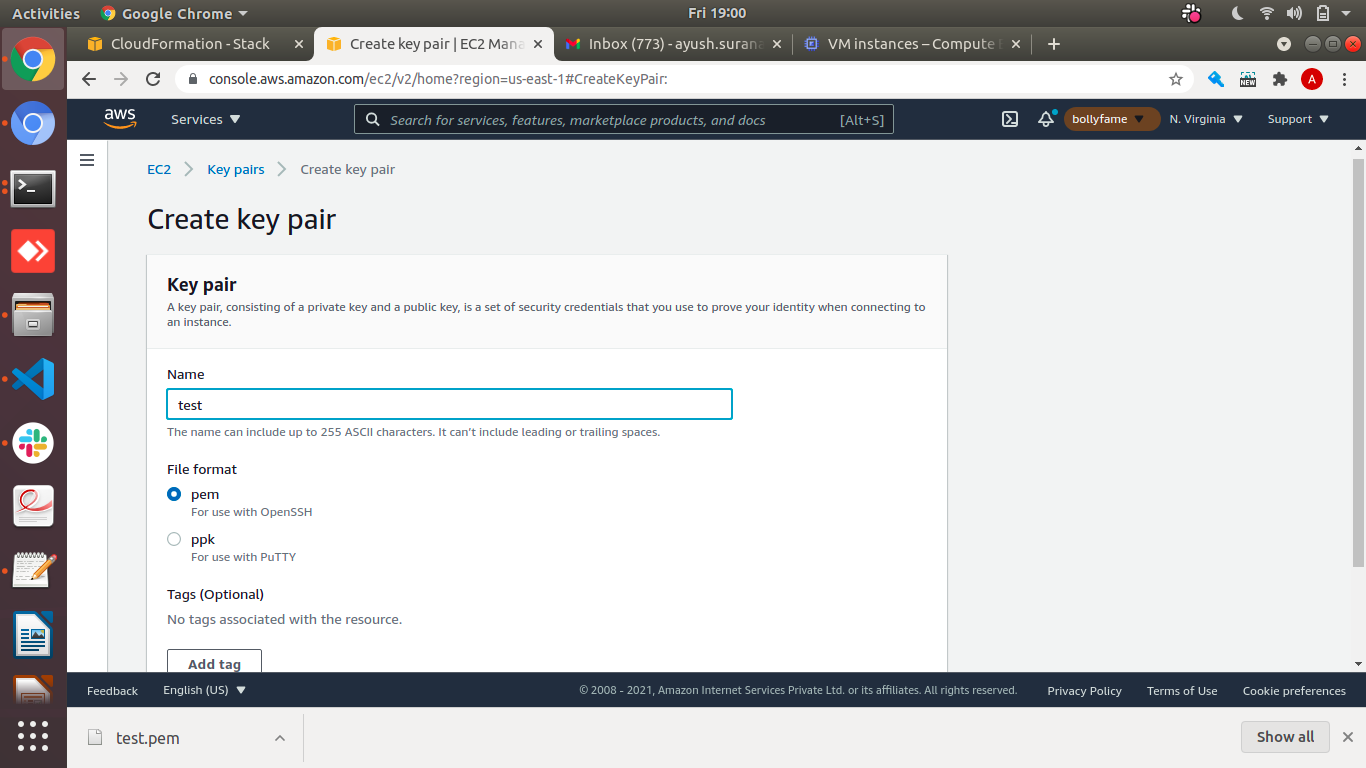 Activities
Google Chrome
Fri 19:00
CloudFormation - Stack
Create key pair | EC2 Mana
Inbox (773) - ayush.surana
VM instances – Compute E
console.aws.amazon.com/ec2/v2/home?region=us-east-1#CreateKeyPair:
NEW
A
aws
Services
Search for services, features, marketplace products, and docs
[Alt+S]
bollyfame
N. Virginia
Support
EC2
Key pairs
Create key pair
Create key pair
Key pair
A key pair, consisting of a private key and a public key, is a set of security credentials that you use to prove your identity when connecting to
an instance.
Name
test
The name can include up to 255 ASCII characters. It can't include leading or trailing spaces.
File format
pem
For use with OpenSSH
ppk
For use with PuTTY
Tags (Optional)
No tags associated with the resource.
Add tag
Feedback
English (US)
© 2008 - 2021, Amazon Internet Services Private Ltd. or its affiliates. All rights reserved.
Privacy Policy
Terms of Use
Cookie preferences
test.pem
Show all